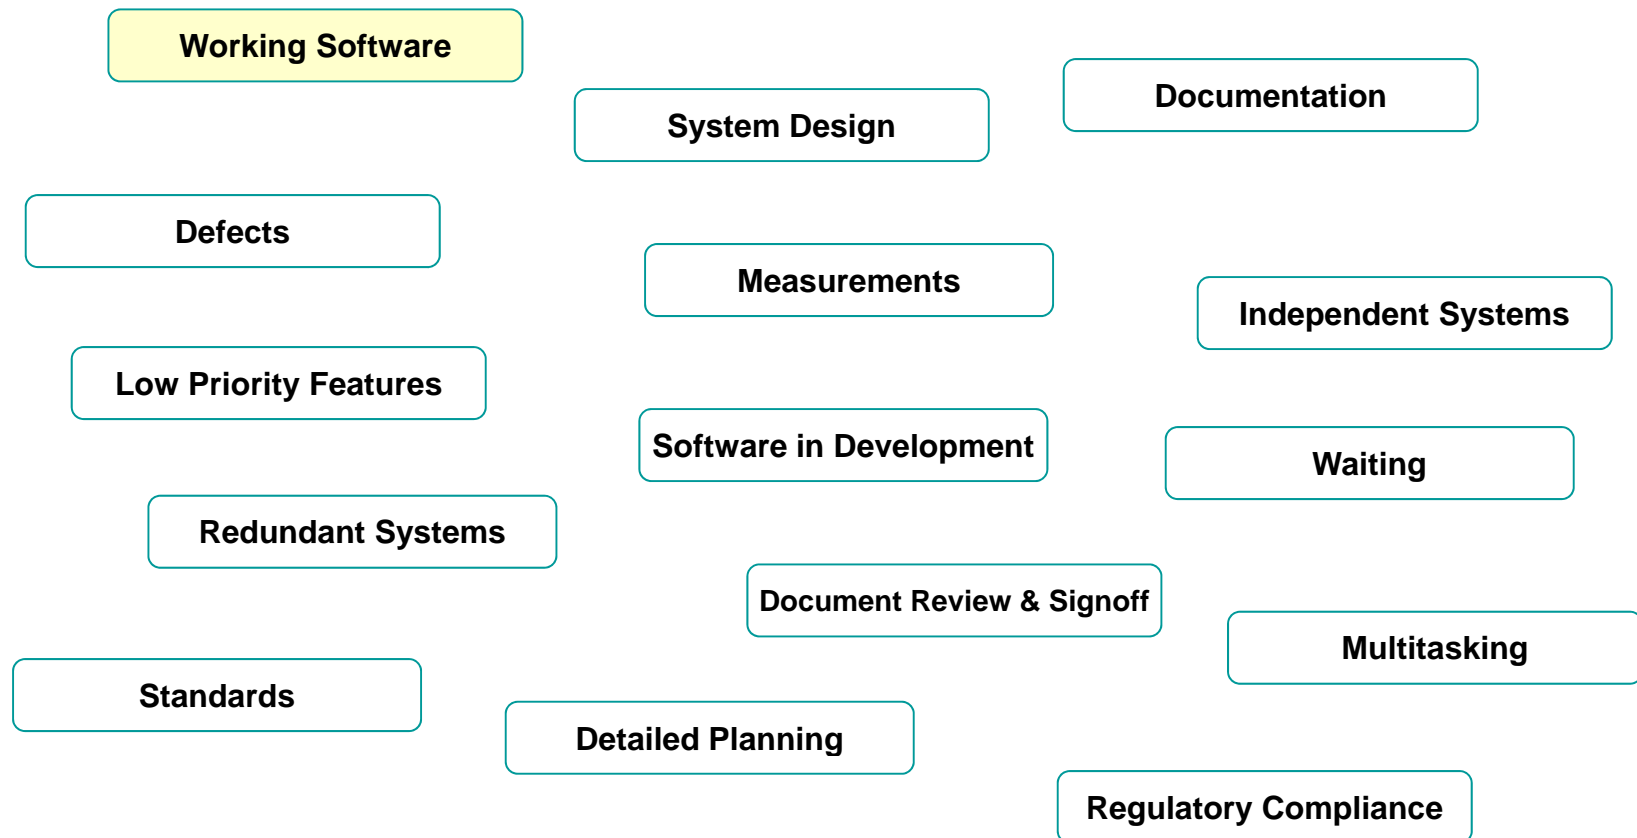 Working Software
Documentation
System Design
Defects
Measurements
Independent Systems
Low Priority Features
Software in Development
Waiting
Redundant Systems
Document Review & Signoff
Multitasking
Standards
Detailed Planning
Regulatory Compliance